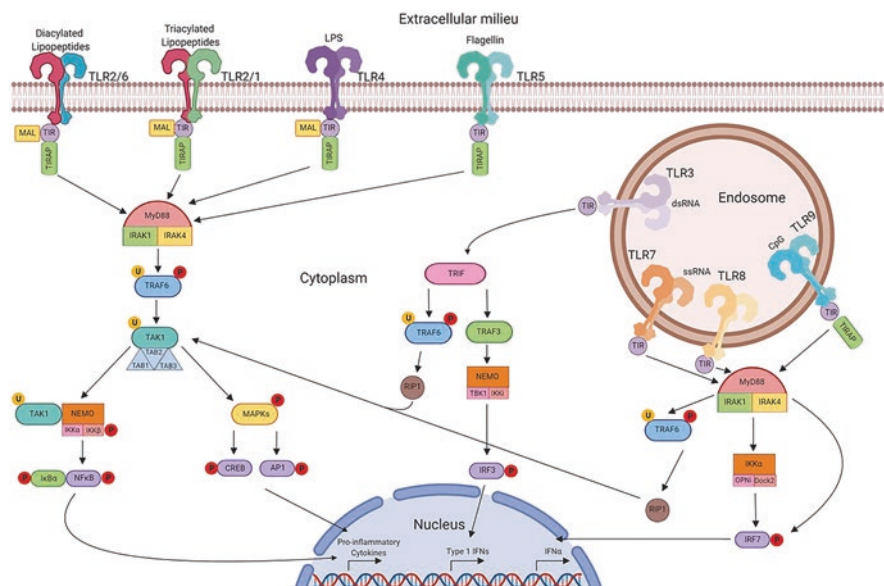 Extracellular milieu
Diacylated
Lipopeptides
TLR2/6
Triacylated
Lipopeptides
TLR2/1
LPS
TLR4
Flagellin
TLR5
MAL
TIR
TIRAP
MAL
TIR
TIRAP
MAL
TIR
TIRAP
TIR
TIRAP
MyD88
IRAK1
IRAK4
U
P
TRAF6
U
TAK1
TAB2
TAB1
TAB3
U
TAK1
NEMO
IKKα
IKKβ
P
P
IκBα
NFκB
P
P
MAPKs
P
CREB
AP1
P
Cytoplasm
TRIF
U
P
TRAF6
TRAF3
RIP1
NEMO
TBK1
IKKi
IRF3
P
Endosome
TLR3
TIR
dsRNA
TLR7
ssRNA
TLR8
CpG
TLR9
TIR
TIR
TIR
TIRAP
MyD88
IRAK1
IRAK4
U
P
TRAF6
RIP1
IKKα
OPNi
Dock2
IRF7
P
Nucleus
Pro-inflammatory
Cytokines
Type 1 IFNs
IFNα